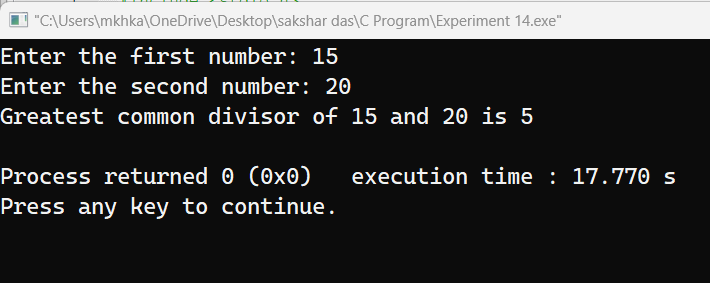 "C:\Users\mkhka\OneDrive\Desktop\sakshar das\C Program\Experiment 14.exe"
Enter the first number: 15
Enter the second number: 20
Greatest common divisor of 15 and 20 is 5
Process returned 0 (0x0)   execution time : 17.770 s
Press any key to continue.